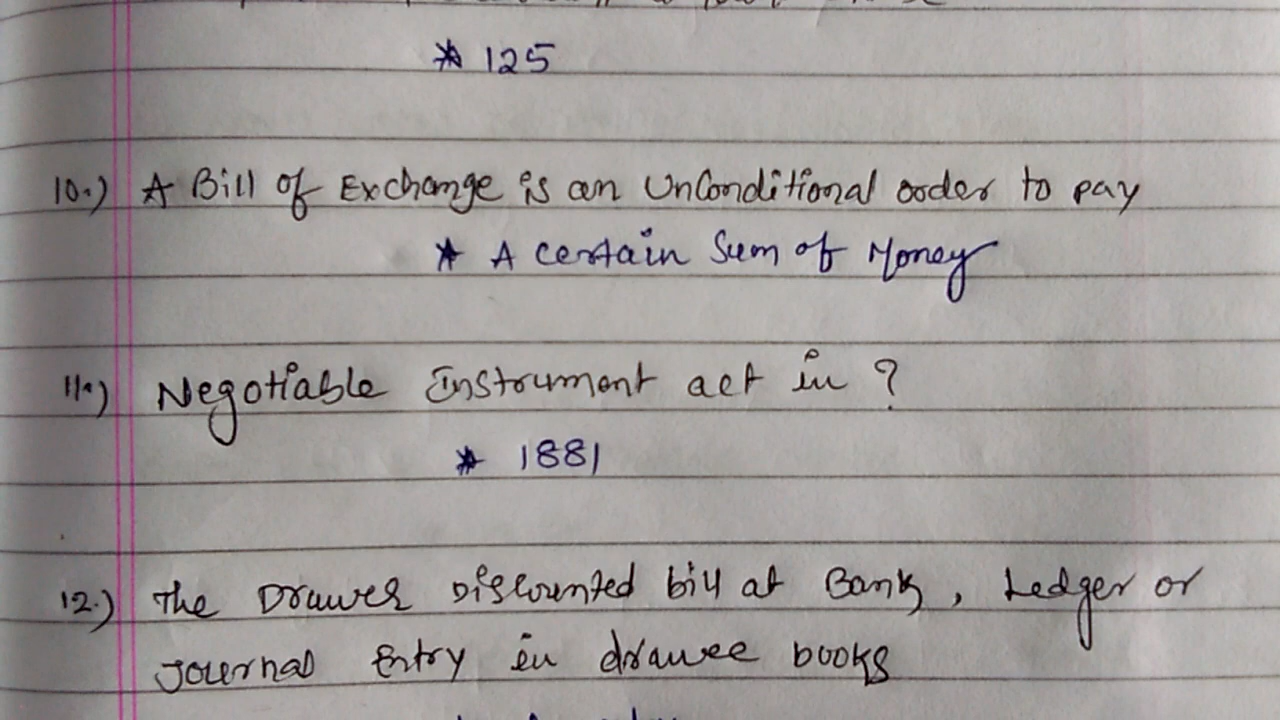 * 125
10.) A Bill of Exchange is an Unconditional order to pay
* A certain Sum of Money
11.) Negotiable Instrument act in ?
* 1881
12.) The Drawer Discounted bill at Bank, Ledger or
Journal Entry in drawee books